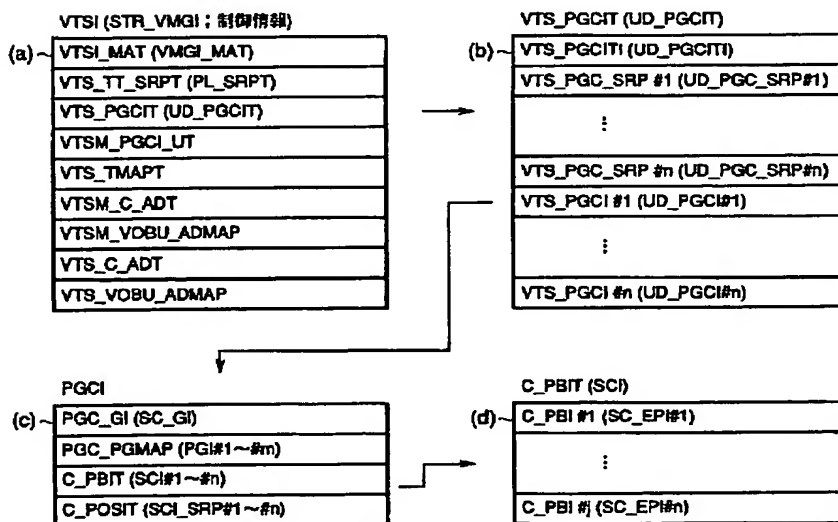 VTSI (STR_VMGI ; 制御情報)
(a)
VTSI_MAT (VMGI_MAT)
VTS_TT_SRPT (PL_SRPT)
VTS_PGCIT (UD_PGCIT)
VTSM_PGCI_UT
VTS_TMAPT
VTSM_C_ADT
VTSM_VOBU_ADMAP
VTS_C_ADT
VTS_VOBU_ADMAP
VTS_PGCIT (UD_PGCIT)
(b)
VTS_PGCITI (UD_PGCITI)
VTS_PGC_SRP #1 (UD_PGC_SRP#1)
⋮
VTS_PGC_SRP #n (UD_PGC_SRP#n)
VTS_PGCI #1 (UD_PGCI#1)
⋮
VTS_PGCI #n (UD_PGCI#n)
PGCI
(c)
PGC_GI (SC_GI)
PGC_PGMAP (PGI#1~#m)
C_PBIT (SCI#1~#n)
C_POSIT (SCI_SRP#1~#n)
C_PBIT (SCI)
(d)
C_PBI #1 (SC_EPI#1)
⋮
C_PBI #j (SC_EPI#n)